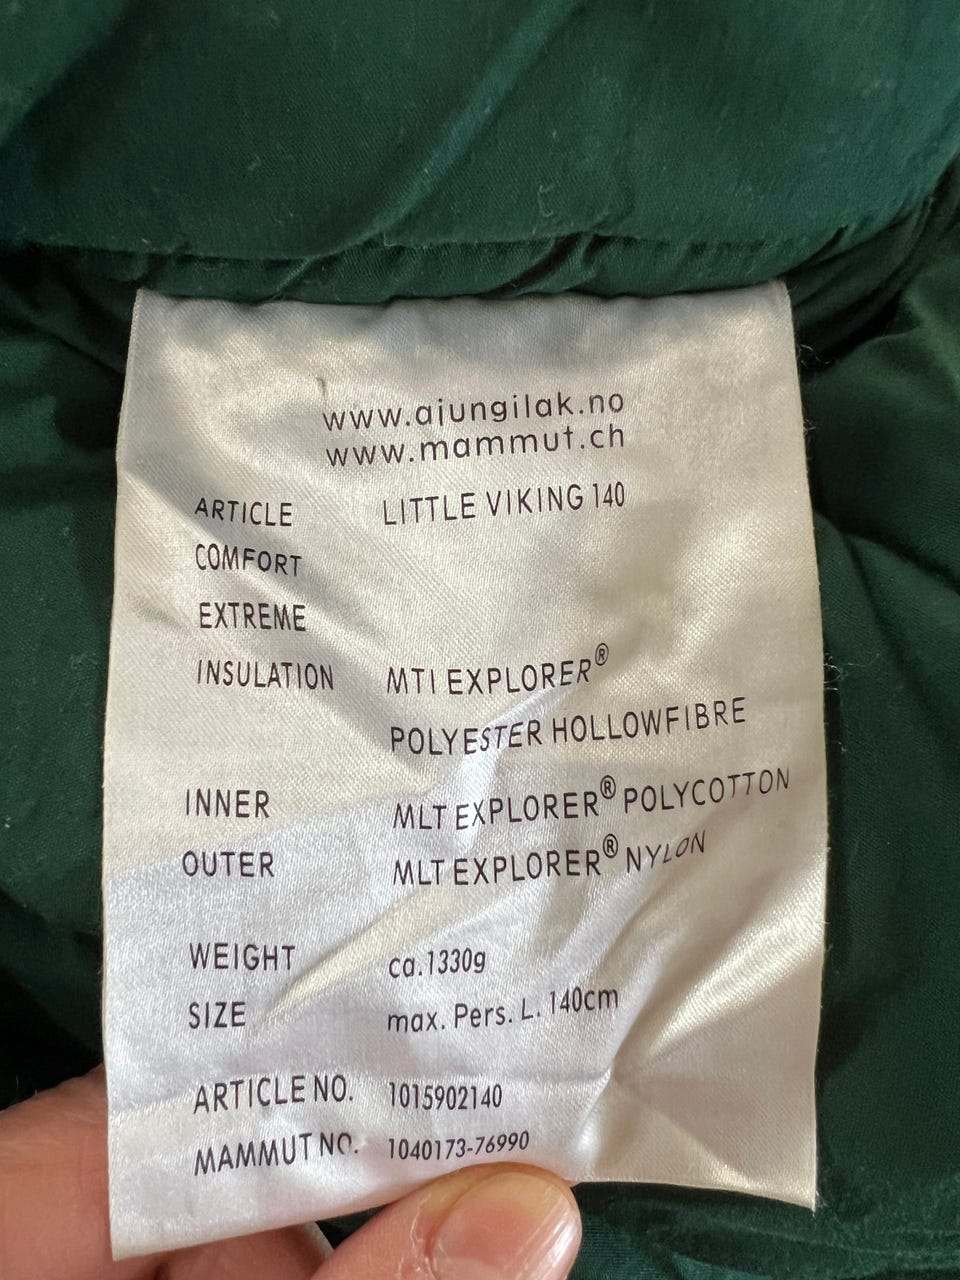 www.ajungilak.no
www.mammut.ch
ARTICLE LITTLE VIKING 140
COMFORT
EXTREME
INSULATION MTI EXPLORER®
POLYESTER HOLLOWFIBRE
INNER MLT EXPLORER® POLYCOTTON
OUTER MLT EXPLORER® NYLON
WEIGHT ca.1330g
SIZE max. Pers. L. 140cm
ARTICLE NO. 1015902140
MAMMUT NO. 1040173-76990